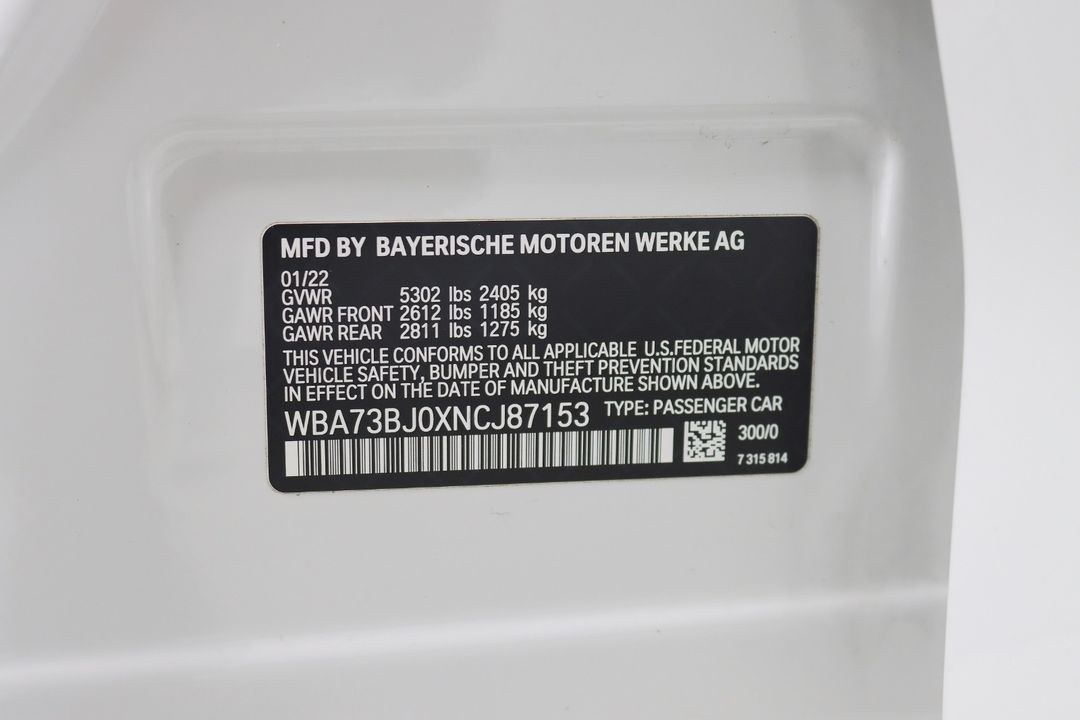 MFD BY BAYERISCHE MOTOREN WERKE AG
01/22
GVWR 5302 lbs 2405 kg
GAWR FRONT 2612 lbs 1185 kg
GAWR REAR 2811 lbs 1275 kg
THIS VEHICLE CONFORMS TO ALL APPLICABLE U.S.FEDERAL MOTOR
VEHICLE SAFETY, BUMPER AND THEFT PREVENTION STANDARDS
IN EFFECT ON THE DATE OF MANUFACTURE SHOWN ABOVE.
WBA73BJ0XNCJ87153 TYPE: PASSENGER CAR
300/0
7 315 814